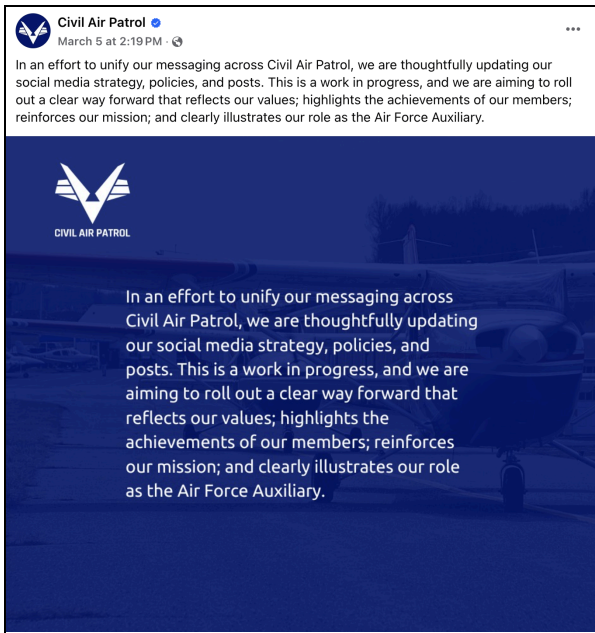 Civil Air Patrol
March 5 at 2:19 PM ·
In an effort to unify our messaging across Civil Air Patrol, we are thoughtfully updating our
social media strategy, policies, and posts. This is a work in progress, and we are aiming to roll
out a clear way forward that reflects our values; highlights the achievements of our members;
reinforces our mission; and clearly illustrates our role as the Air Force Auxiliary.
CIVIL AIR PATROL
In an effort to unify our messaging across
Civil Air Patrol, we are thoughtfully updating
our social media strategy, policies, and
posts. This is a work in progress, and we are
aiming to roll out a clear way forward that
reflects our values; highlights the
achievements of our members; reinforces
our mission; and clearly illustrates our role
as the Air Force Auxiliary.